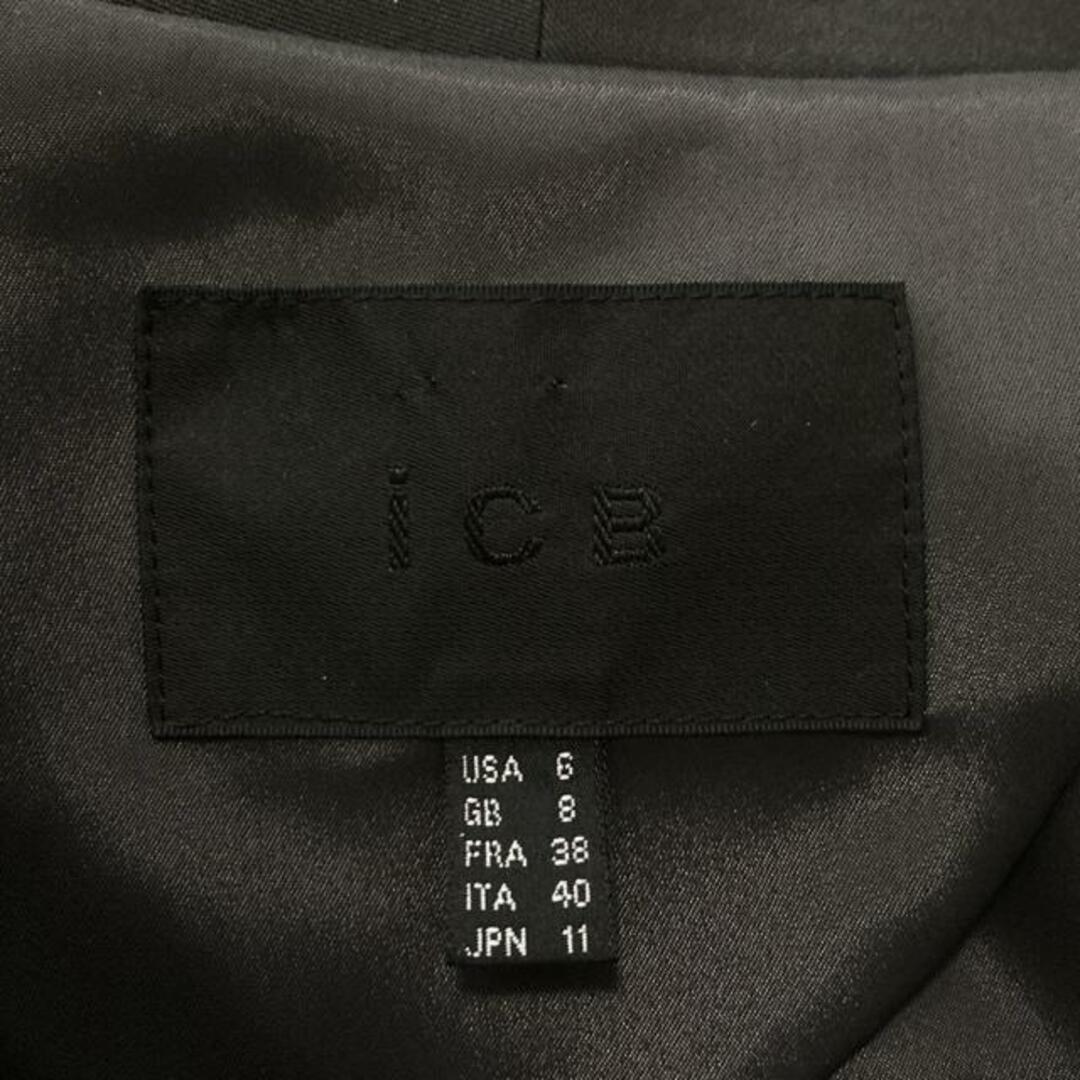 iCB
USA 6
GB 8
FRA 38
ITA 40
JPN 11